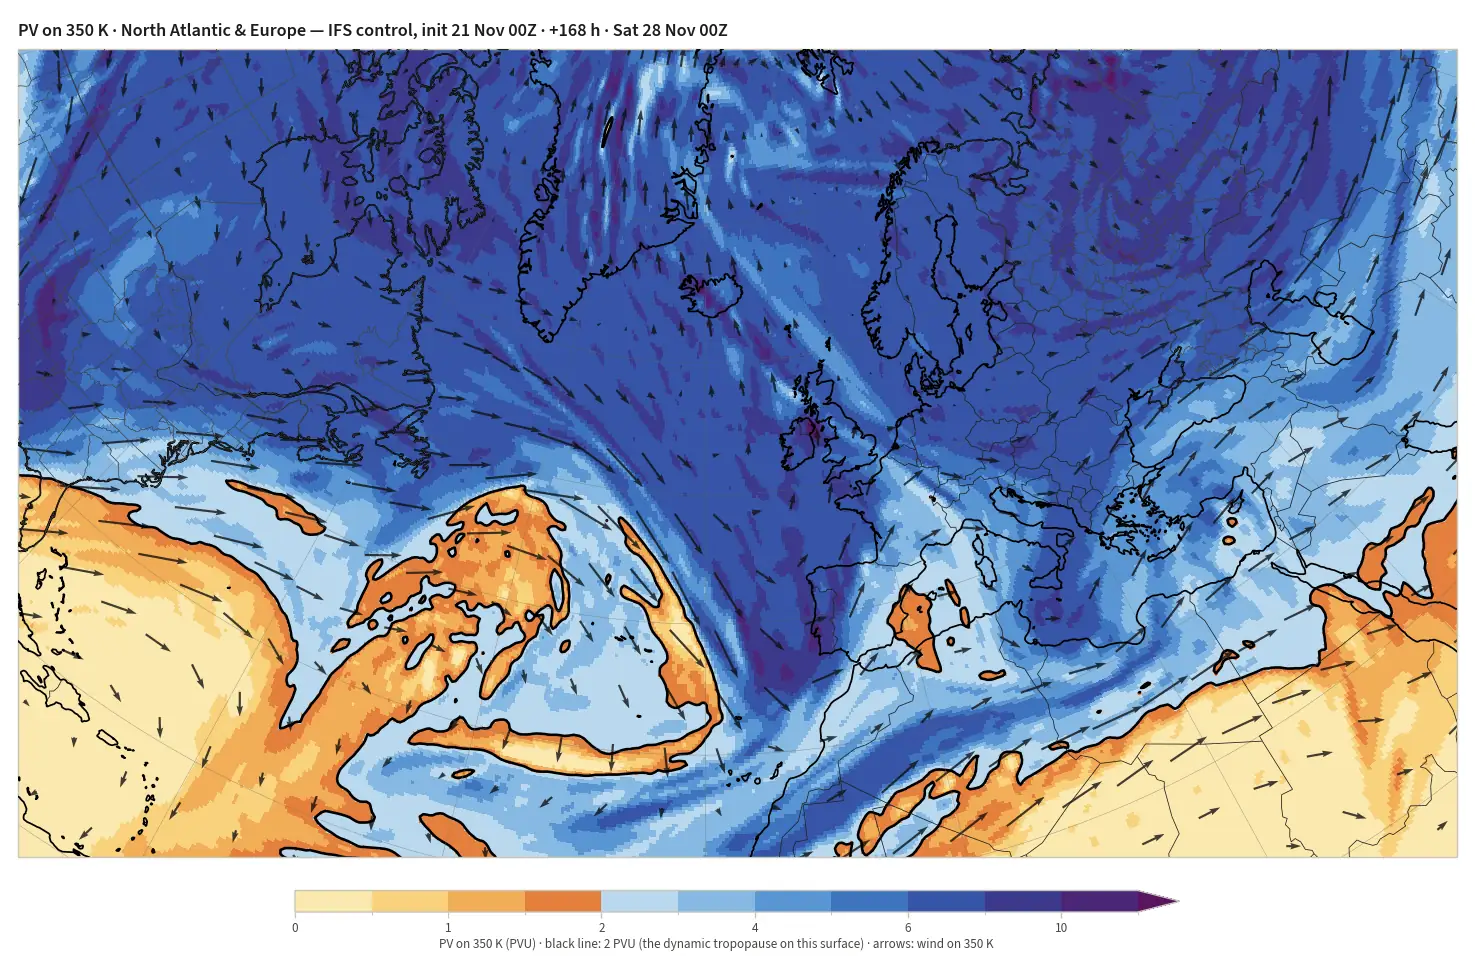 PV on 350 K · North Atlantic & Europe — IFS control, init 21 Nov 00Z · +168 h · Sat 28 Nov 00Z
0 1 2 4 6 10
PV on 350 K (PVU) · black line: 2 PVU (the dynamic tropopause on this surface) · arrows: wind on 350 K